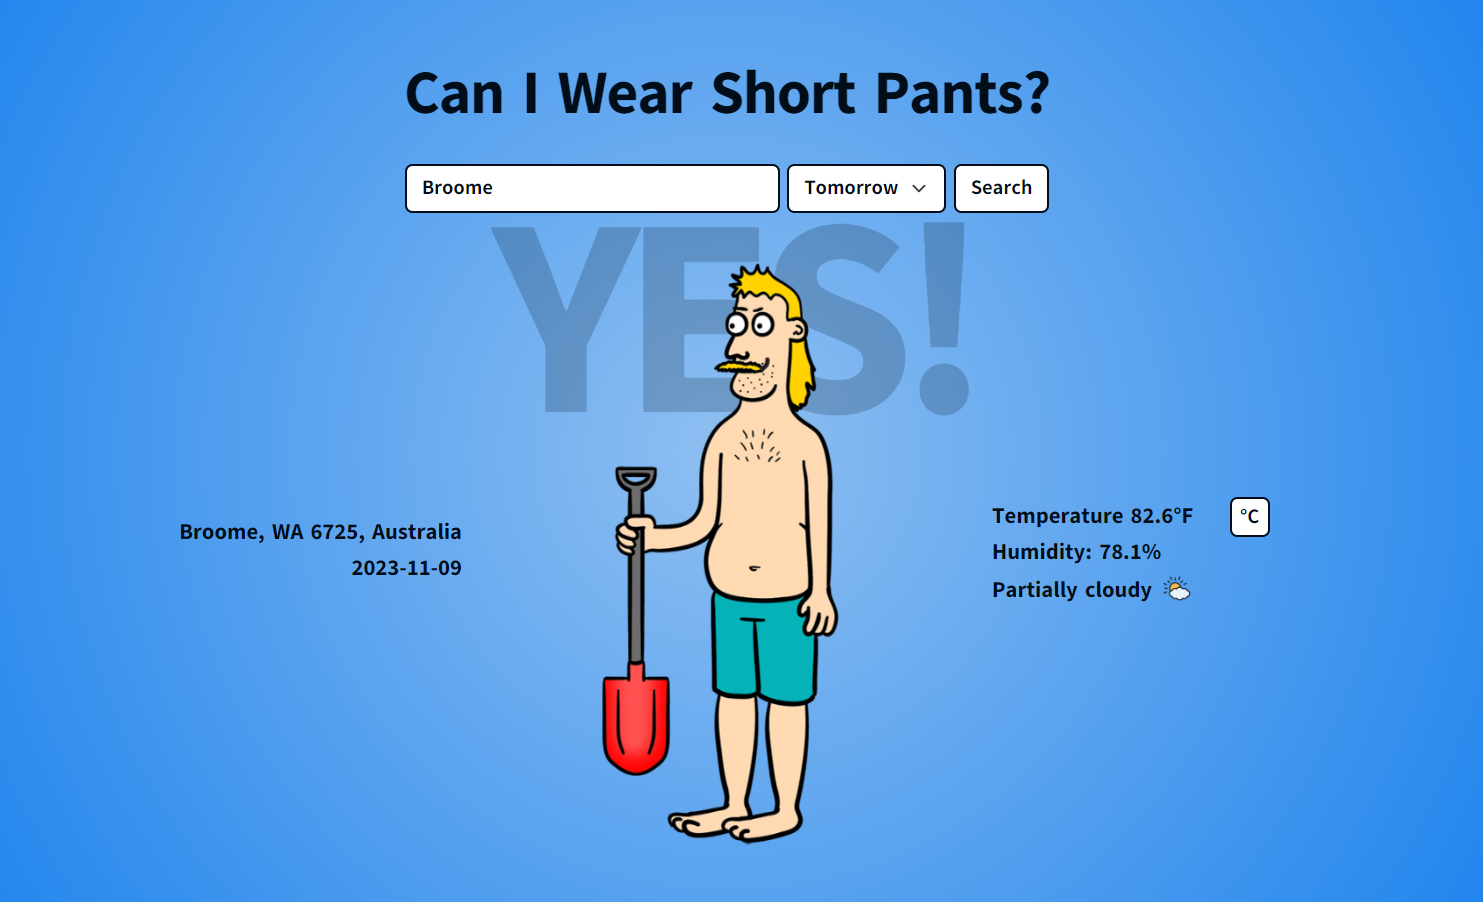 Can I Wear Short Pants?
Broome
Tomorrow
Search
YES!
Broome, WA 6725, Australia
2023-11-09
Temperature 82.6°F
°C
Humidity: 78.1%
Partially cloudy